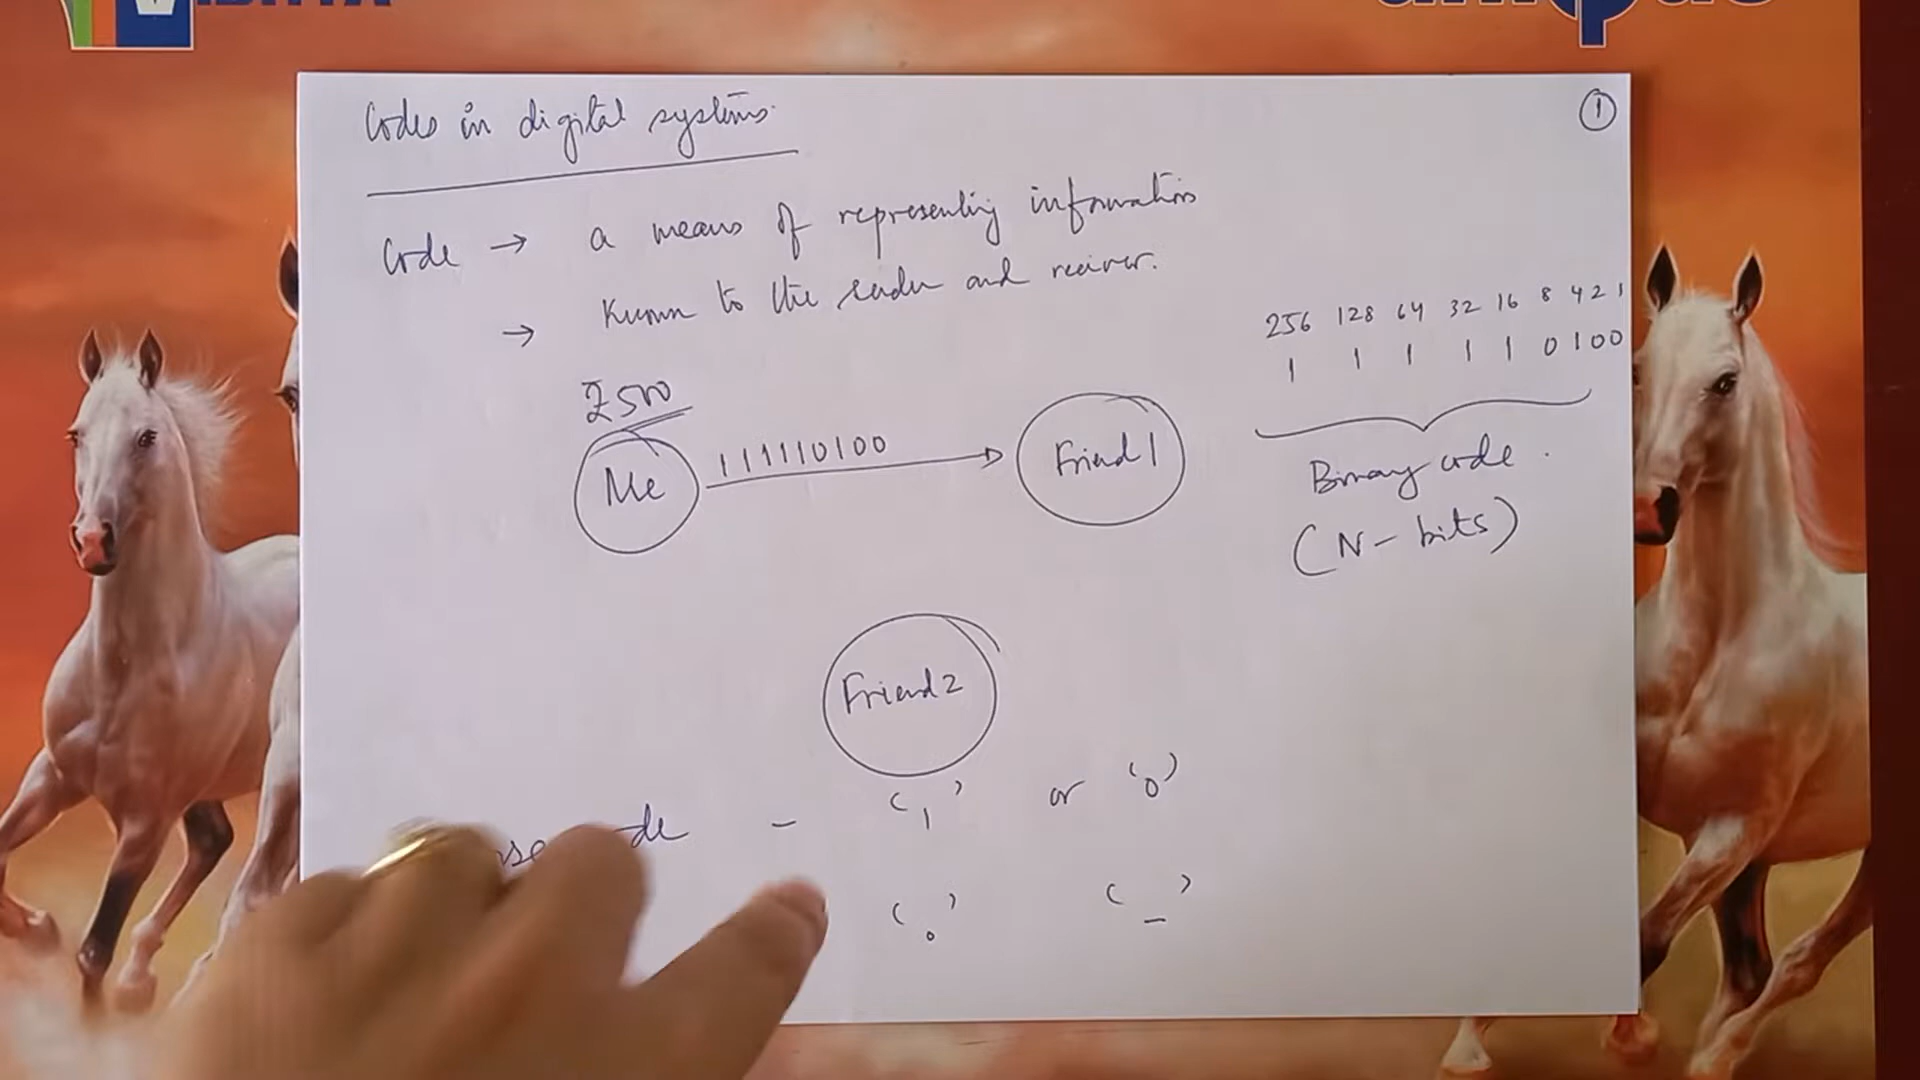 Codes in digital systems.
1
Code → a means of representing information
→ Known to the sender and reciver.
256 128 64 32 16 8 4 2 1
1 1 1 1 1 0 1 0 0
₹500
Me 111110100 Friend 1
Binary code.
(N-bits)
Friend 2
- '1' or '0'
'.' '_'